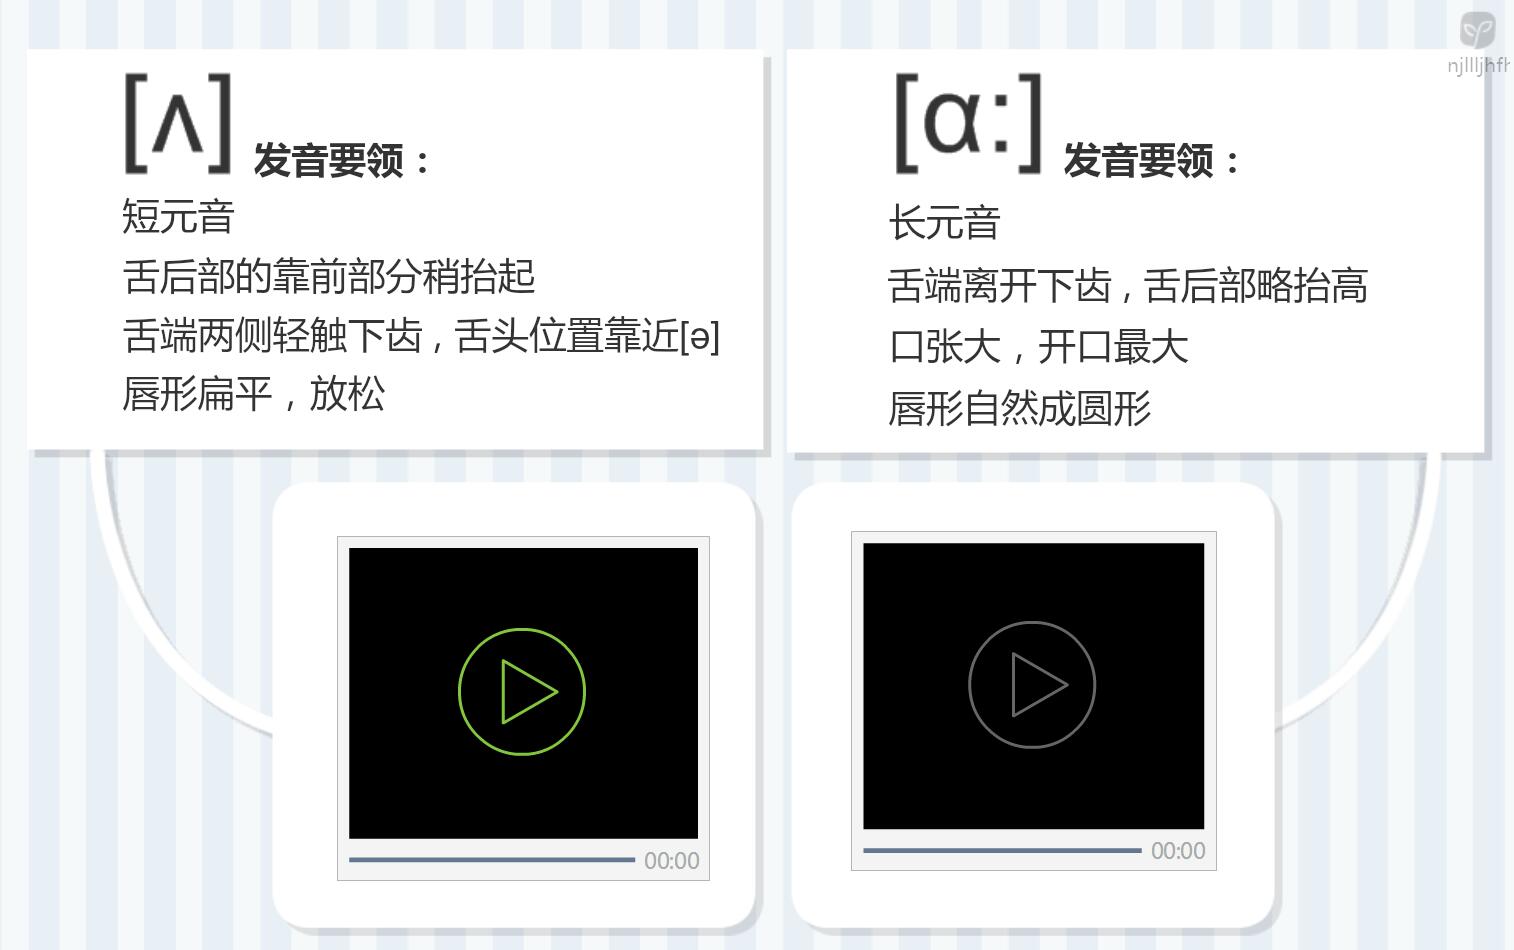 [ʌ] 发音要领：
短元音
舌后部的靠前部分稍抬起
舌端两侧轻触下齿，舌头位置靠近[ə]
唇形扁平，放松
[ɑː] 发音要领：
长元音
舌端离开下齿，舌后部略抬高
口张大，开口最大
唇形自然成圆形
00:00
00:00